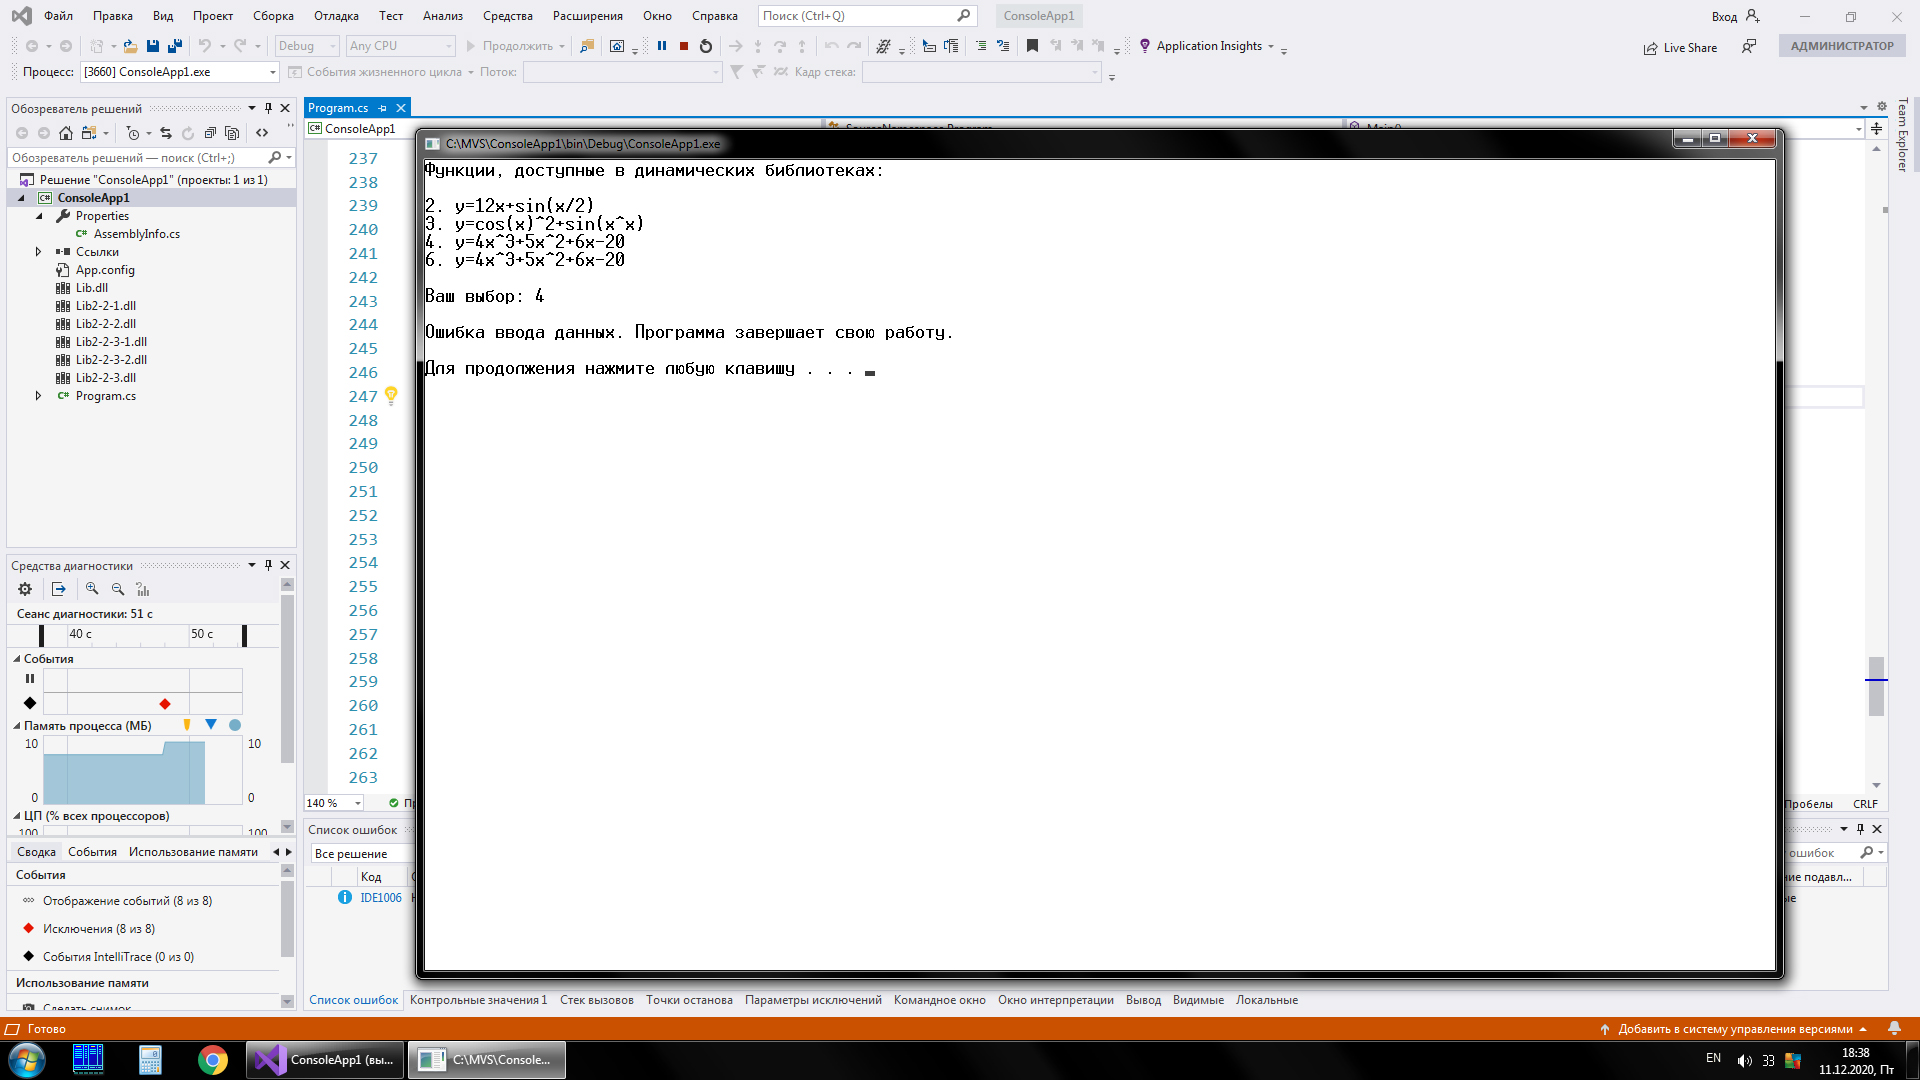 Файл Правка Вид Проект Сборка Отладка Тест Анализ Средства Расширения Окно Справка Поиск (Ctrl+Q) ConsoleApp1 Вход
Debug Any CPU Продолжить Application Insights Live Share АДМИНИСТРАТОР
Процесс: [3660] ConsoleApp1.exe События жизненного цикла Поток: Кадр стека:
Обозреватель решений
Обозреватель решений — поиск (Ctrl+;)
Решение "ConsoleApp1" (проекты: 1 из 1)
ConsoleApp1
Properties
AssemblyInfo.cs
Ссылки
App.config
Lib.dll
Lib2-2-1.dll
Lib2-2-2.dll
Lib2-2-3-1.dll
Lib2-2-3-2.dll
Lib2-2-3.dll
Program.cs
Средства диагностики
Сеанс диагностики: 51 с
40 с 50 с
События
Память процесса (МБ)
10 10
0 0
ЦП (% всех процессоров)
100 100
Сводка События Использование памяти
События
Отображение событий (8 из 8)
Исключения (8 из 8)
События IntelliTrace (0 из 0)
Использование памяти
Сделать снимок
Program.cs
ConsoleApp1
237
238
239
240
241
242
243
244
245
246
247
248
249
250
251
252
253
254
255
256
257
258
259
260
261
262
263
140 %
Пробелы CRLF
C:\MVS\ConsoleApp1\bin\Debug\ConsoleApp1.exe
Функции, доступные в динамических библиотеках:
2. y=12x+sin(x/2)
3. y=cos(x)^2+sin(x^x)
4. y=4x^3+5x^2+6x-20
6. y=4x^3+5x^2+6x-20
Ваш выбор: 4
Ошибка ввода данных. Программа завершает свою работу.
Для продолжения нажмите любую клавишу . . .
Team Explorer
Список ошибок
Все решение
ошибок
Код
ие подавл...
IDE1006
Список ошибок Контрольные значения 1 Стек вызовов Точки останова Параметры исключений Командное окно Окно интерпретации Вывод Видимые Локальные
Готово
Добавить в систему управления версиями
ConsoleApp1 (вы...
C:\MVS\Console...
EN
33
18:38
11.12.2020, Пт